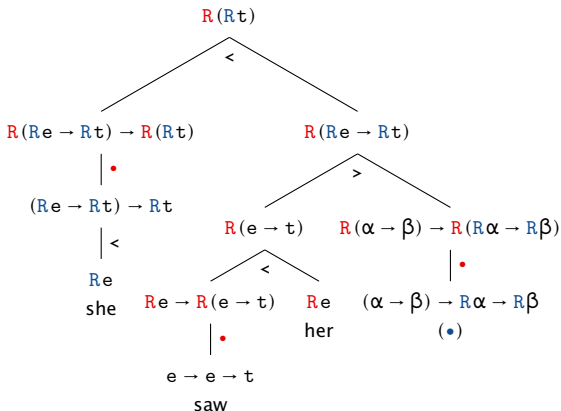 R(Rt)
<
R(Re → Rt) → R(Rt)
R(Re → Rt)
•
>
(Re → Rt) → Rt
R(e → t)
R(α → β) → R(Rα → Rβ)
<
<
•
Re
Re → R(e → t)
Re
(α → β) → Rα → Rβ
she
her
(•)
•
e → e → t
saw